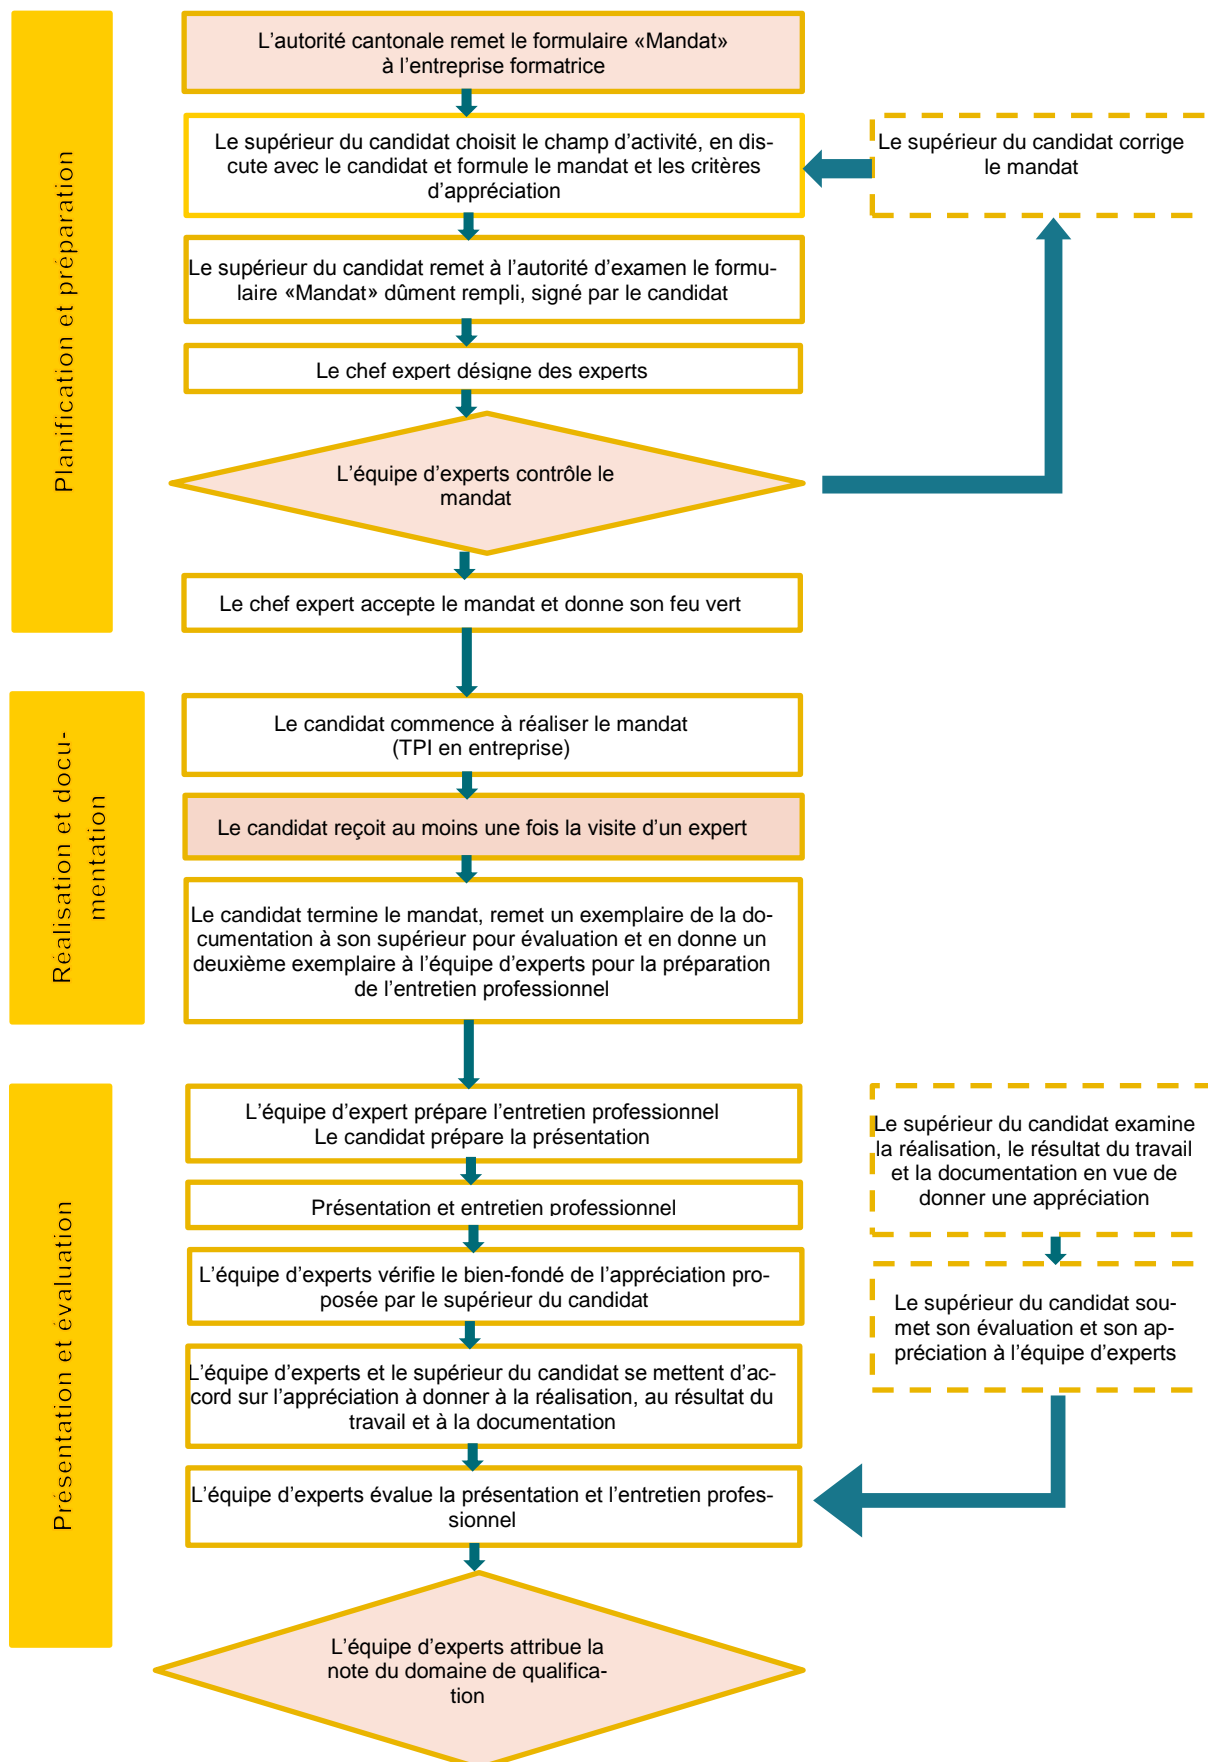 Planification et préparation
L’autorité cantonale remet le formulaire «Mandat»
à l’entreprise formatrice
Le supérieur du candidat choisit le champ d’activité, en dis-
cute avec le candidat et formule le mandat et les critères
d’appréciation
Le supérieur du candidat corrige
le mandat
Le supérieur du candidat remet à l’autorité d’examen le formu-
laire «Mandat» dûment rempli, signé par le candidat
Le chef expert désigne des experts
L’équipe d’experts contrôle le
mandat
Le chef expert accepte le mandat et donne son feu vert
Réalisation et docu-
mentation
Le candidat commence à réaliser le mandat
(TPI en entreprise)
Le candidat reçoit au moins une fois la visite d’un expert
Le candidat termine le mandat, remet un exemplaire de la do-
cumentation à son supérieur pour évaluation et en donne un
deuxième exemplaire à l’équipe d’experts pour la préparation
de l’entretien professionnel
Présentation et évaluation
L’équipe d’expert prépare l’entretien professionnel
Le candidat prépare la présentation
Présentation et entretien professionnel
L’équipe d’experts vérifie le bien-fondé de l’appréciation pro-
posée par le supérieur du candidat
L’équipe d’experts et le supérieur du candidat se mettent d’ac-
cord sur l’appréciation à donner à la réalisation, au résultat du
travail et à la documentation
L’équipe d’experts évalue la présentation et l’entretien profes-
sionnel
Le supérieur du candidat examine
la réalisation, le résultat du travail
et la documentation en vue de
donner une appréciation
Le supérieur du candidat sou-
met son évaluation et son ap-
préciation à l’équipe d’experts
L’équipe d’experts attribue la
note du domaine de qualifica-
tion